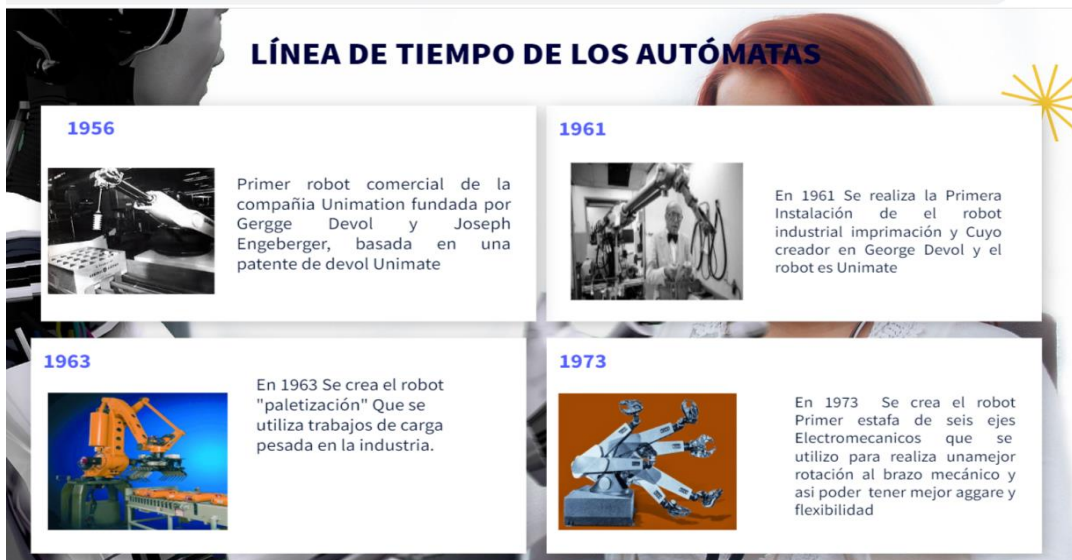 LÍNEA DE TIEMPO DE LOS AUTÓMATAS
1956
Primer robot comercial de la
compañia Unimation fundada por
Gergge Devol y Joseph
Engeberger, basada en una
patente de devol Unimate
1961
En 1961 Se realiza la Primera
Instalación de el robot
industrial imprimación y Cuyo
creador en George Devol y el
robot es Unimate
1963
En 1963 Se crea el robot
"paletización" Que se
utiliza trabajos de carga
pesada en la industria.
1973
En 1973 Se crea el robot
Primer estafa de seis ejes
Electromecanicos que se
utilizo para realiza unamejor
rotación al brazo mecánico y
asi poder tener mejor aggare y
flexibilidad